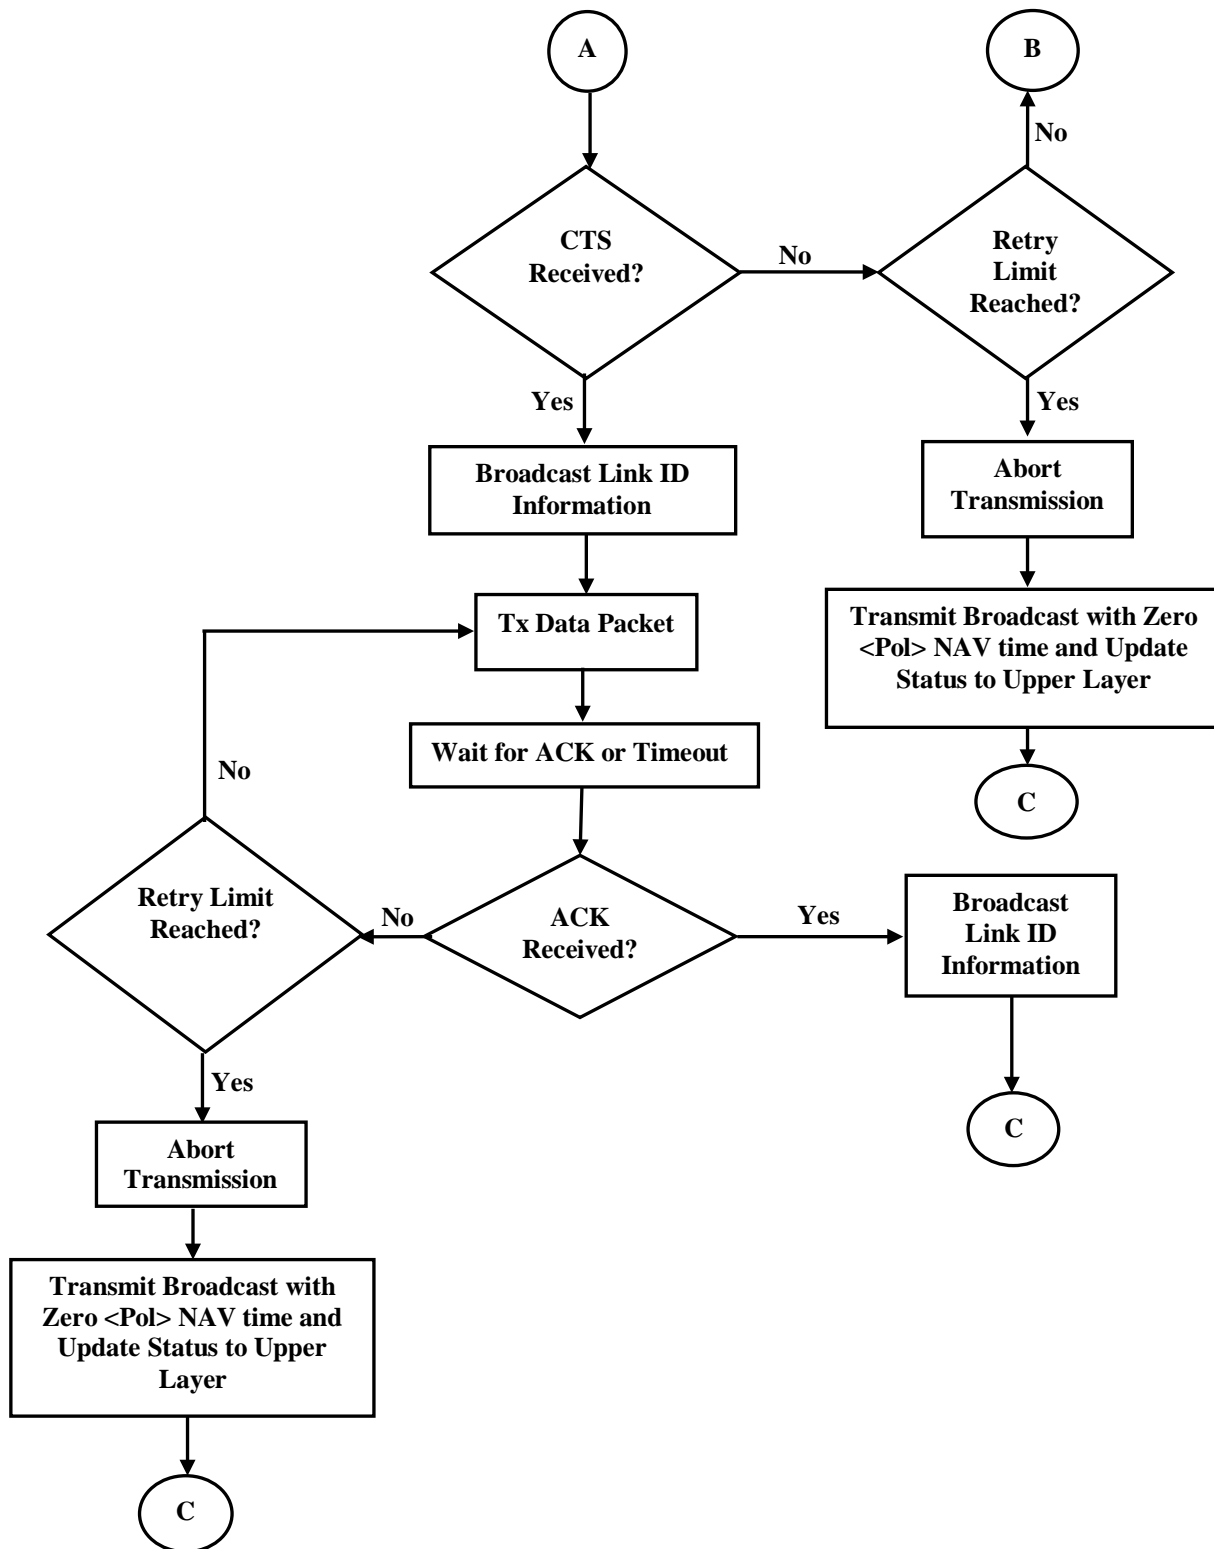 A
B
No
CTS
Received?
No
Retry
Limit
Reached?
Yes
Yes
Broadcast Link ID
Information
Abort
Transmission
Tx Data Packet
Transmit Broadcast with Zero
<Pol> NAV time and Update
Status to Upper Layer
Wait for ACK or Timeout
No
C
Retry Limit
Reached?
No
ACK
Received?
Yes
Broadcast
Link ID
Information
Yes
C
Abort
Transmission
Transmit Broadcast with
Zero <Pol> NAV time and
Update Status to Upper
Layer
C